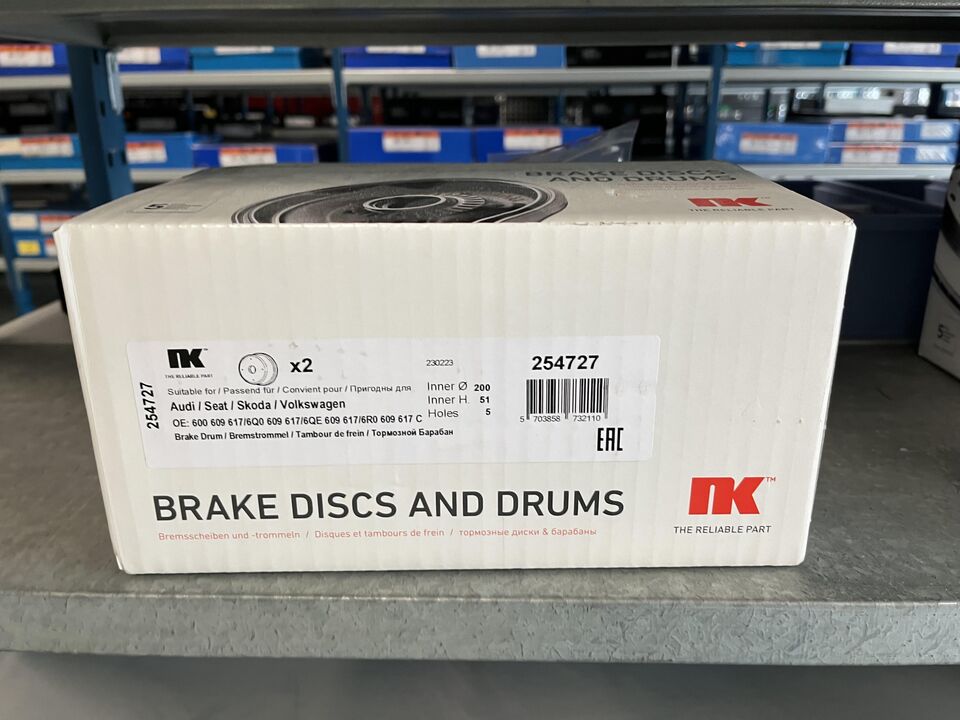 BRAKE DISCS
AND DRUMS
NK™
THE RELIABLE PART
NK™
THE RELIABLE PART
x2
230223
254727
254727
Suitable for / Passend für / Convient pour / Пригодны для
Audi / Seat / Skoda / Volkswagen
OE: 600 609 617/6Q0 609 617/6QE 609 617/6R0 609 617 C
Brake Drum / Bremstrommel / Tambour de frein / Тормозной Барабан
Inner Ø 200
Inner H. 51
Holes 5
5 703858 732110
EAC
BRAKE DISCS AND DRUMS
Bremsscheiben und -trommeln / Disques et tambours de frein / тормозные диски & барабаны
NK™
THE RELIABLE PART